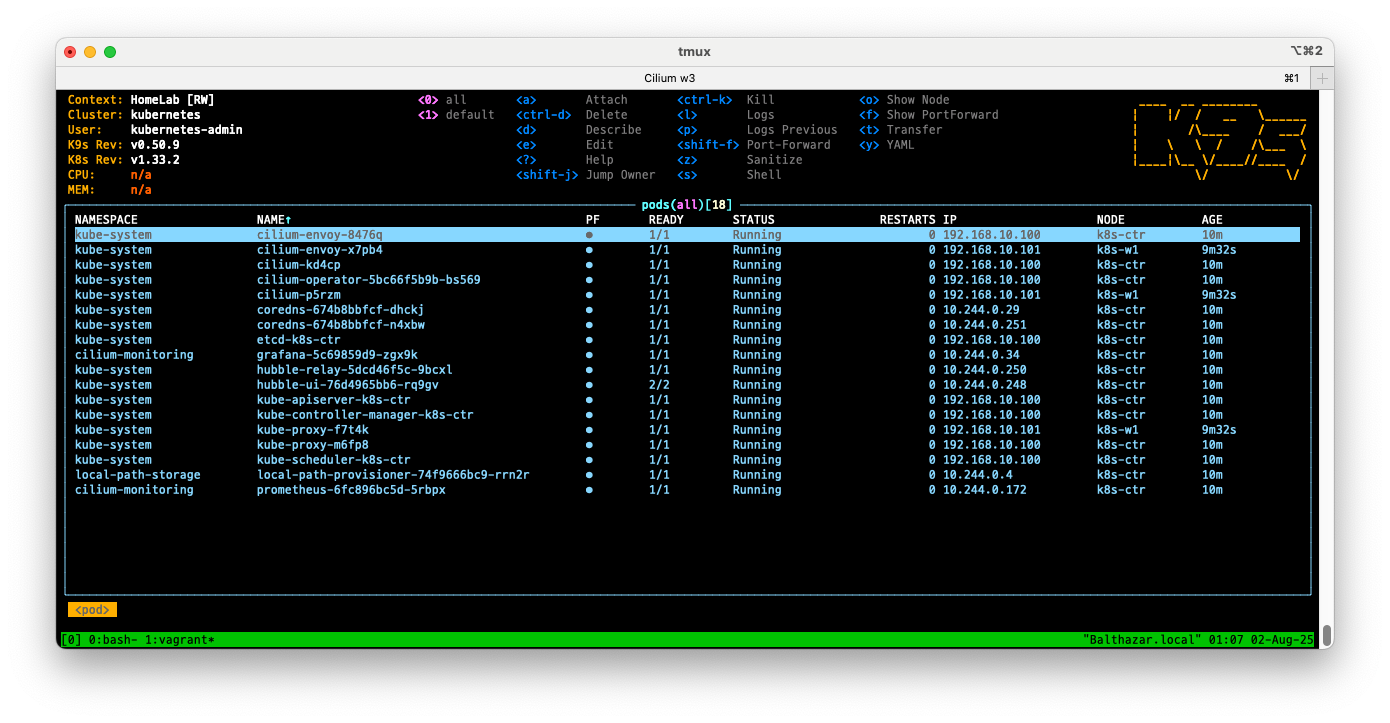 tmux
⌥⌘2
Cilium w3
⌘1
Context: HomeLab [RW] <0> all <a> Attach <ctrl-k> Kill <o> Show Node
Cluster: kubernetes <1> default <ctrl-d> Delete <l> Logs <f> Show PortForward
User: kubernetes-admin <d> Describe <p> Logs Previous <t> Transfer
K9s Rev: v0.50.9 <e> Edit <shift-f> Port-Forward <y> YAML
K8s Rev: v1.33.2 <?> Help <z> Sanitize
CPU: n/a <shift-j> Jump Owner <s> Shell
MEM: n/a
pods(all)[18]
NAMESPACE NAME↑ PF READY STATUS RESTARTS IP NODE AGE
kube-system cilium-envoy-8476q ● 1/1 Running 0 192.168.10.100 k8s-ctr 10m
kube-system cilium-envoy-x7pb4 ● 1/1 Running 0 192.168.10.101 k8s-w1 9m32s
kube-system cilium-kd4cp ● 1/1 Running 0 192.168.10.100 k8s-ctr 10m
kube-system cilium-operator-5bc66f5b9b-bs569 ● 1/1 Running 0 192.168.10.100 k8s-ctr 10m
kube-system cilium-p5rzm ● 1/1 Running 0 192.168.10.101 k8s-w1 9m32s
kube-system coredns-674b8bbfcf-dhckj ● 1/1 Running 0 10.244.0.29 k8s-ctr 10m
kube-system coredns-674b8bbfcf-n4xbw ● 1/1 Running 0 10.244.0.251 k8s-ctr 10m
kube-system etcd-k8s-ctr ● 1/1 Running 0 192.168.10.100 k8s-ctr 10m
cilium-monitoring grafana-5c69859d9-zgx9k ● 1/1 Running 0 10.244.0.34 k8s-ctr 10m
kube-system hubble-relay-5dcd46f5c-9bcxl ● 1/1 Running 0 10.244.0.250 k8s-ctr 10m
kube-system hubble-ui-76d4965bb6-rq9gv ● 2/2 Running 0 10.244.0.248 k8s-ctr 10m
kube-system kube-apiserver-k8s-ctr ● 1/1 Running 0 192.168.10.100 k8s-ctr 10m
kube-system kube-controller-manager-k8s-ctr ● 1/1 Running 0 192.168.10.100 k8s-ctr 10m
kube-system kube-proxy-f7t4k ● 1/1 Running 0 192.168.10.101 k8s-w1 9m32s
kube-system kube-proxy-m6fp8 ● 1/1 Running 0 192.168.10.100 k8s-ctr 10m
kube-system kube-scheduler-k8s-ctr ● 1/1 Running 0 192.168.10.100 k8s-ctr 10m
local-path-storage local-path-provisioner-74f9666bc9-rrn2r ● 1/1 Running 0 10.244.0.4 k8s-ctr 10m
cilium-monitoring prometheus-6fc896bc5d-5rbpx ● 1/1 Running 0 10.244.0.172 k8s-ctr 10m
<pod>
[0] 0:bash- 1:vagrant* "Balthazar.local" 01:07 02-Aug-25